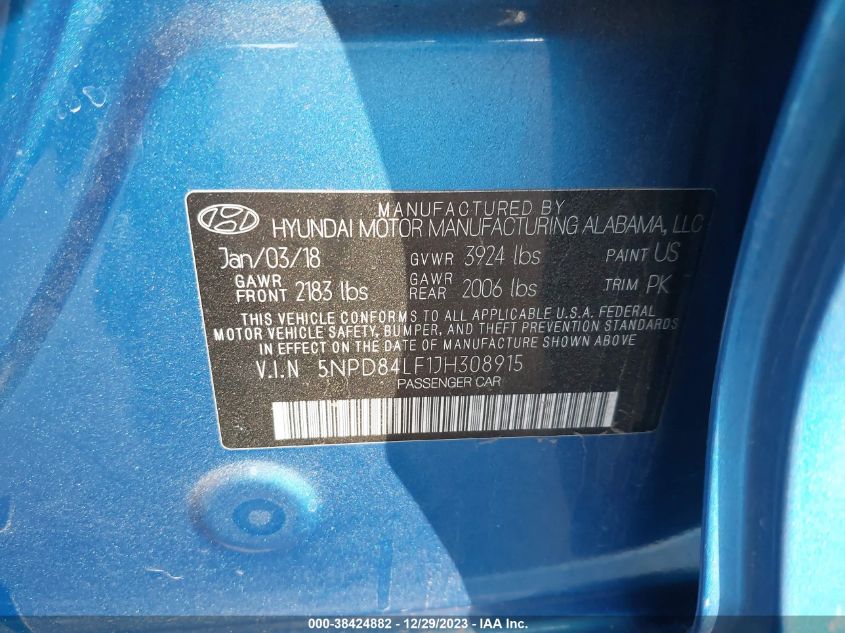 MANUFACTURED BY
HYUNDAI MOTOR MANUFACTURING ALABAMA, LLC
Jan/03/18 GVWR 3924 lbs PAINT US
GAWR FRONT 2183 lbs GAWR REAR 2006 lbs TRIM PK
THIS VEHICLE CONFORMS TO ALL APPLICABLE U.S.A. FEDERAL
MOTOR VEHICLE SAFETY, BUMPER, AND THEFT PREVENTION STANDARDS
IN EFFECT ON THE DATE OF MANUFACTURE SHOWN ABOVE
V.I.N 5NPD84LF1JH308915
PASSENGER CAR
000-38424882 - 12/29/2023 - IAA Inc.